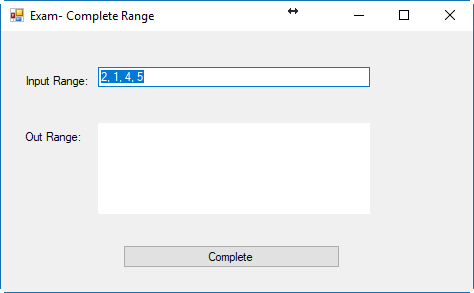 Exam- Complete Range
Input Range: 2, 1, 4, 5
Out Range:
Complete